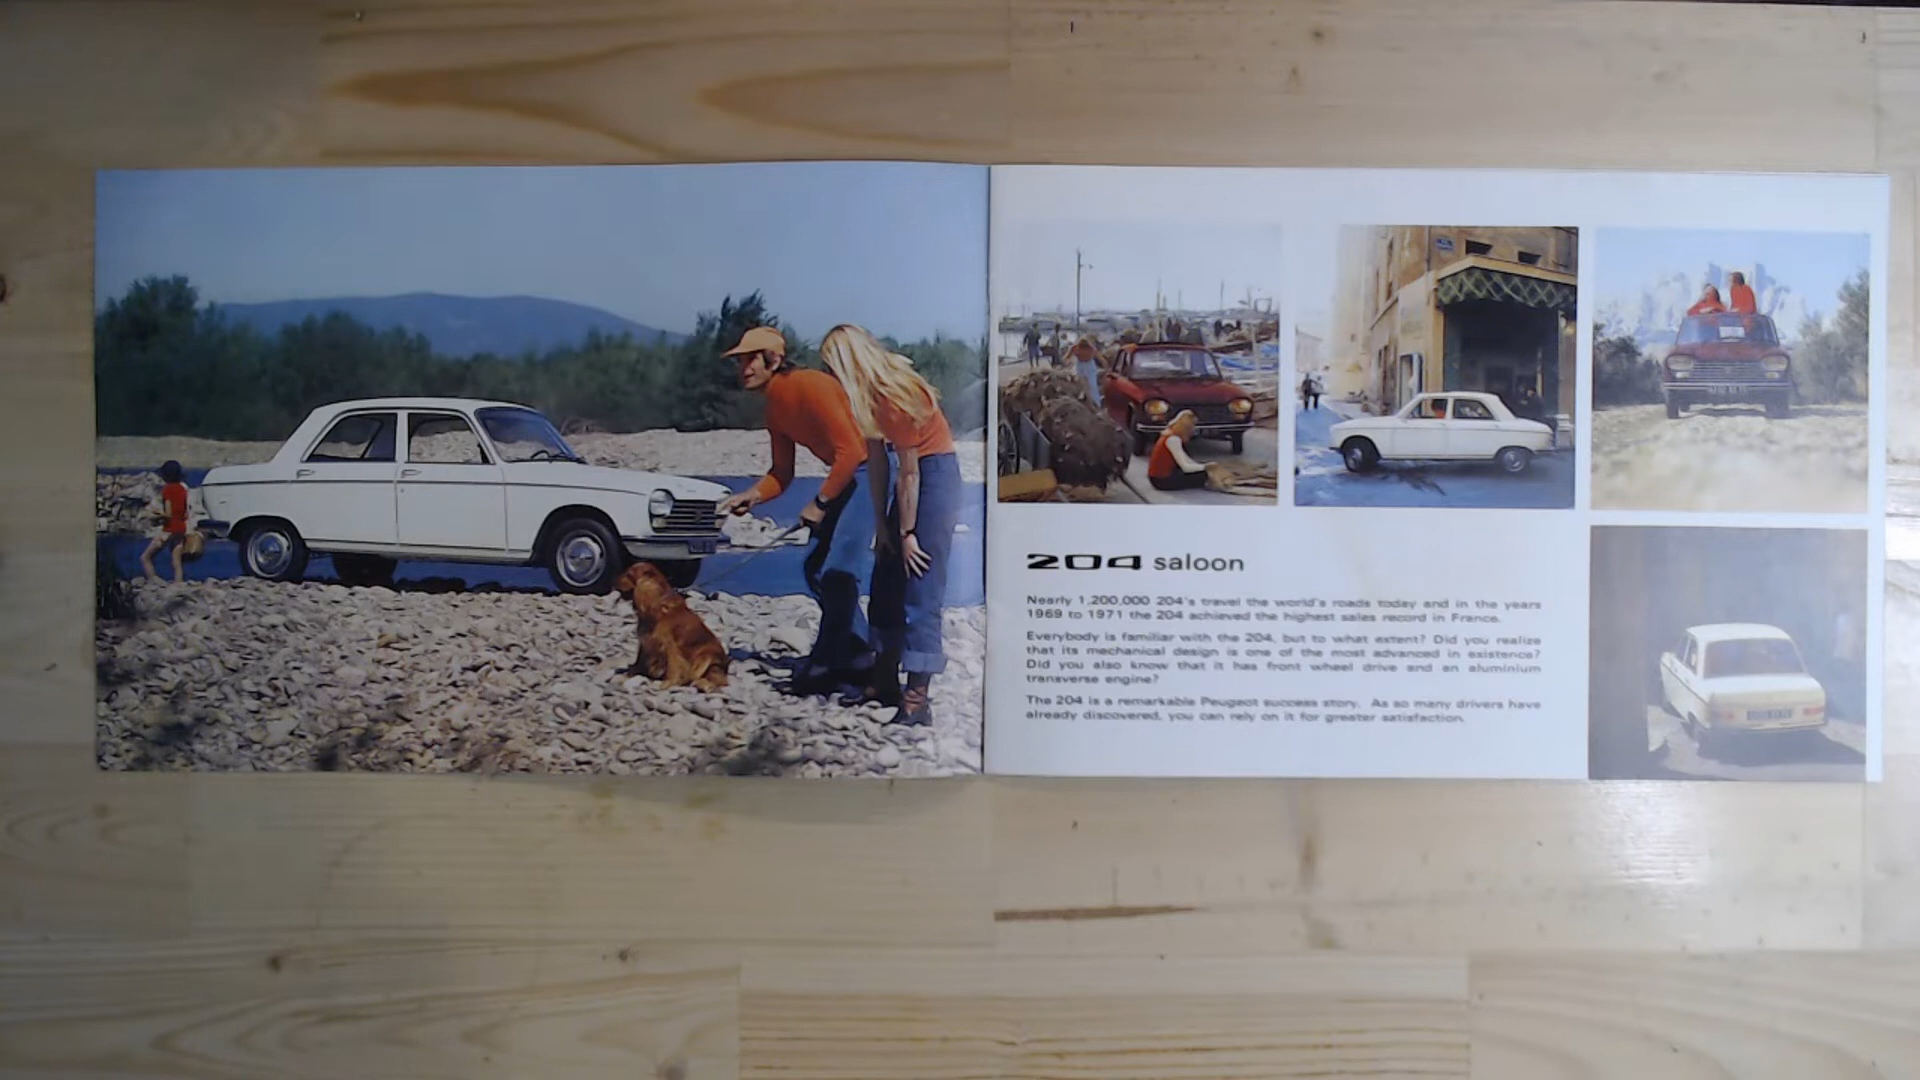 204 saloon
Nearly 1,200,000 204's travel the world's roads today and in the years
1969 to 1971 the 204 achieved the highest sales record in France.
Everybody is familiar with the 204, but to what extent? Did you realize
that its mechanical design is one of the most advanced in existence?
Did you also know that it has front wheel drive and an aluminium
transverse engine?
The 204 is a remarkable Peugeot success story. As so many drivers have
already discovered, you can rely on it for greater satisfaction.